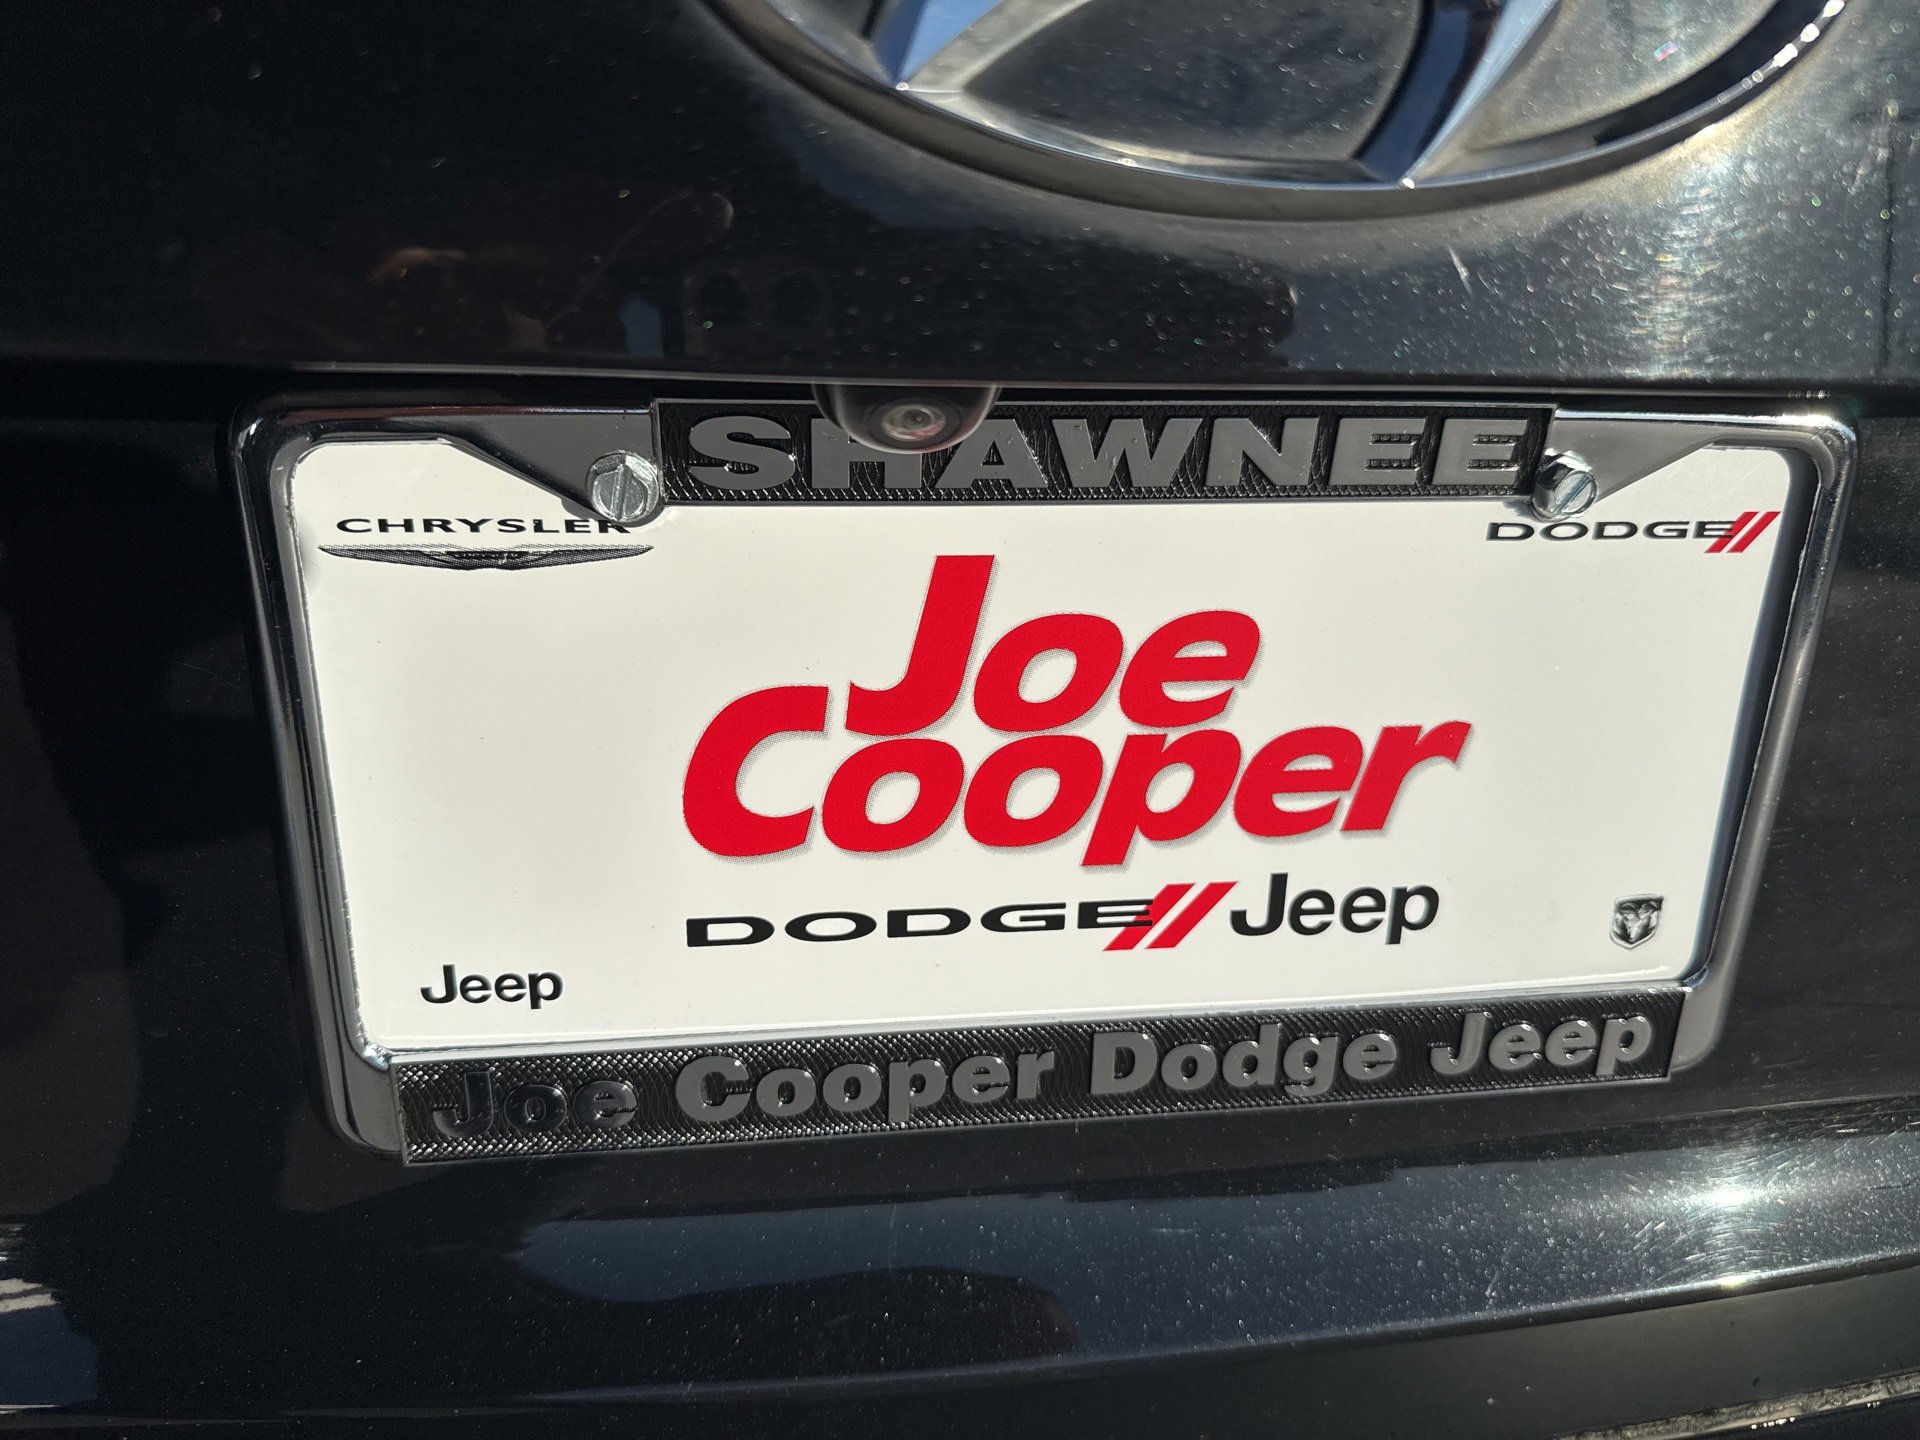 SHAWNEE
CHRYSLER
DODGE
Joe
Cooper
DODGE Jeep
Jeep
Joe Cooper Dodge Jeep